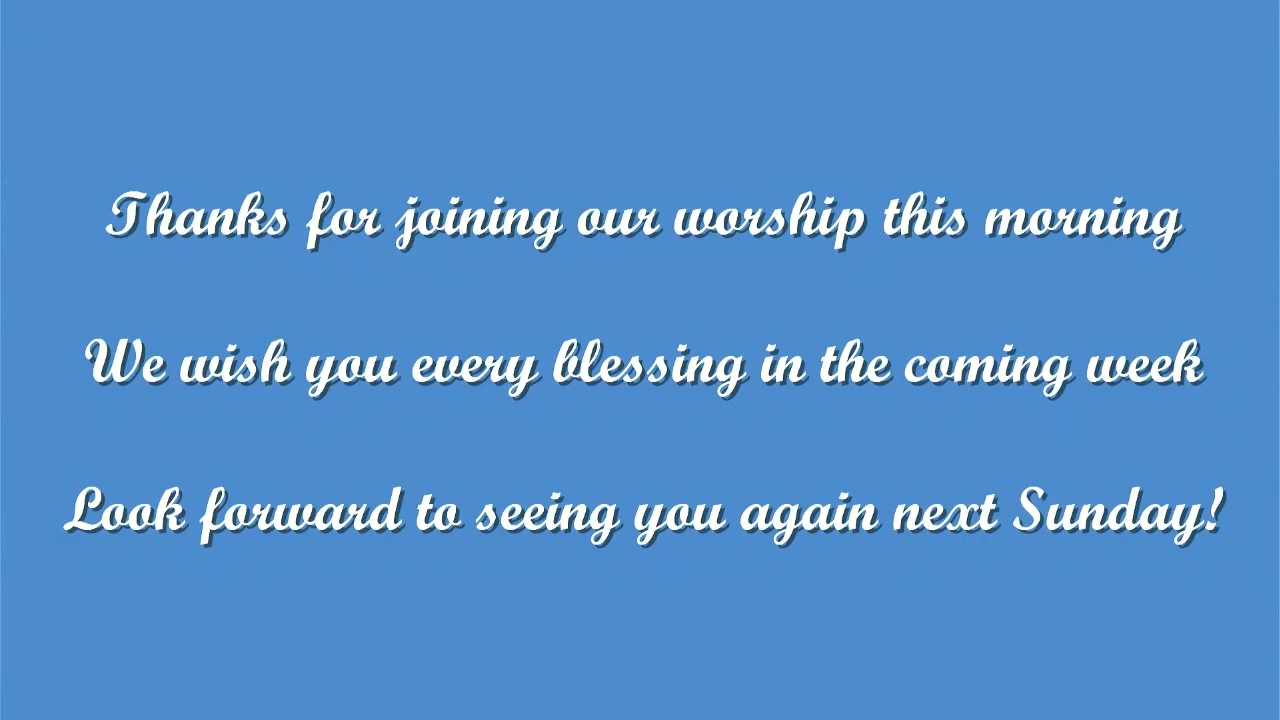 Thanks for joining our worship this morning
We wish you every blessing in the coming week
Look forward to seeing you again next Sunday!